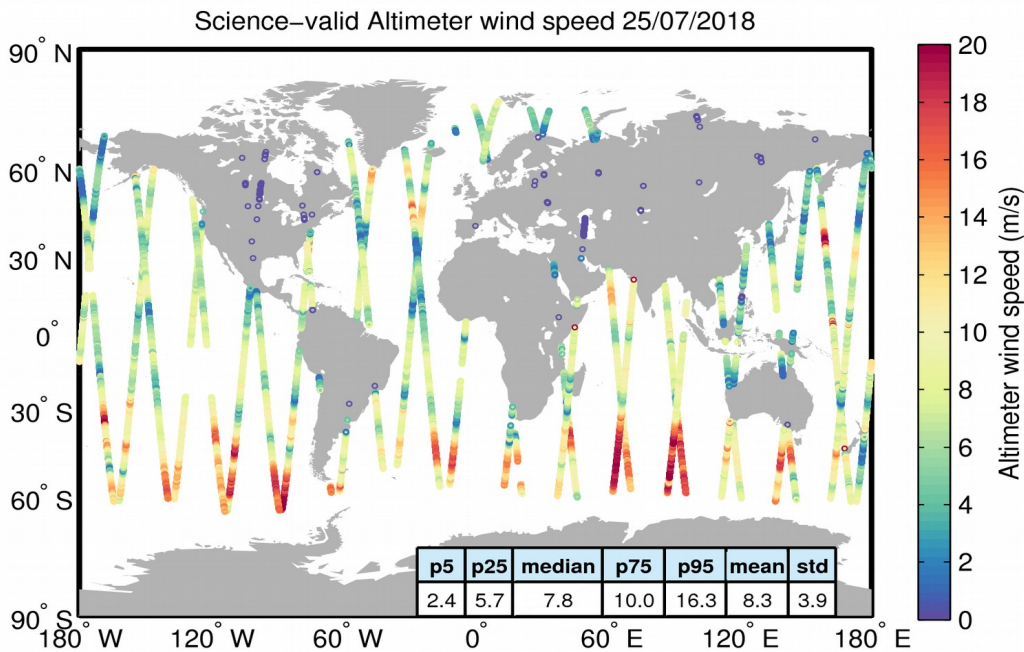 Science−valid Altimeter wind speed 25/07/2018
90° N
60° N
30° N
0°
30° S
60° S
90° S
180° W
120° W
60° W
0°
60° E
120° E
180° E
p5 p25 median p75 p95 mean std
2.4 5.7 7.8 10.0 16.3 8.3 3.9
20
18
16
14
12
10
8
6
4
2
0
Altimeter wind speed (m/s)